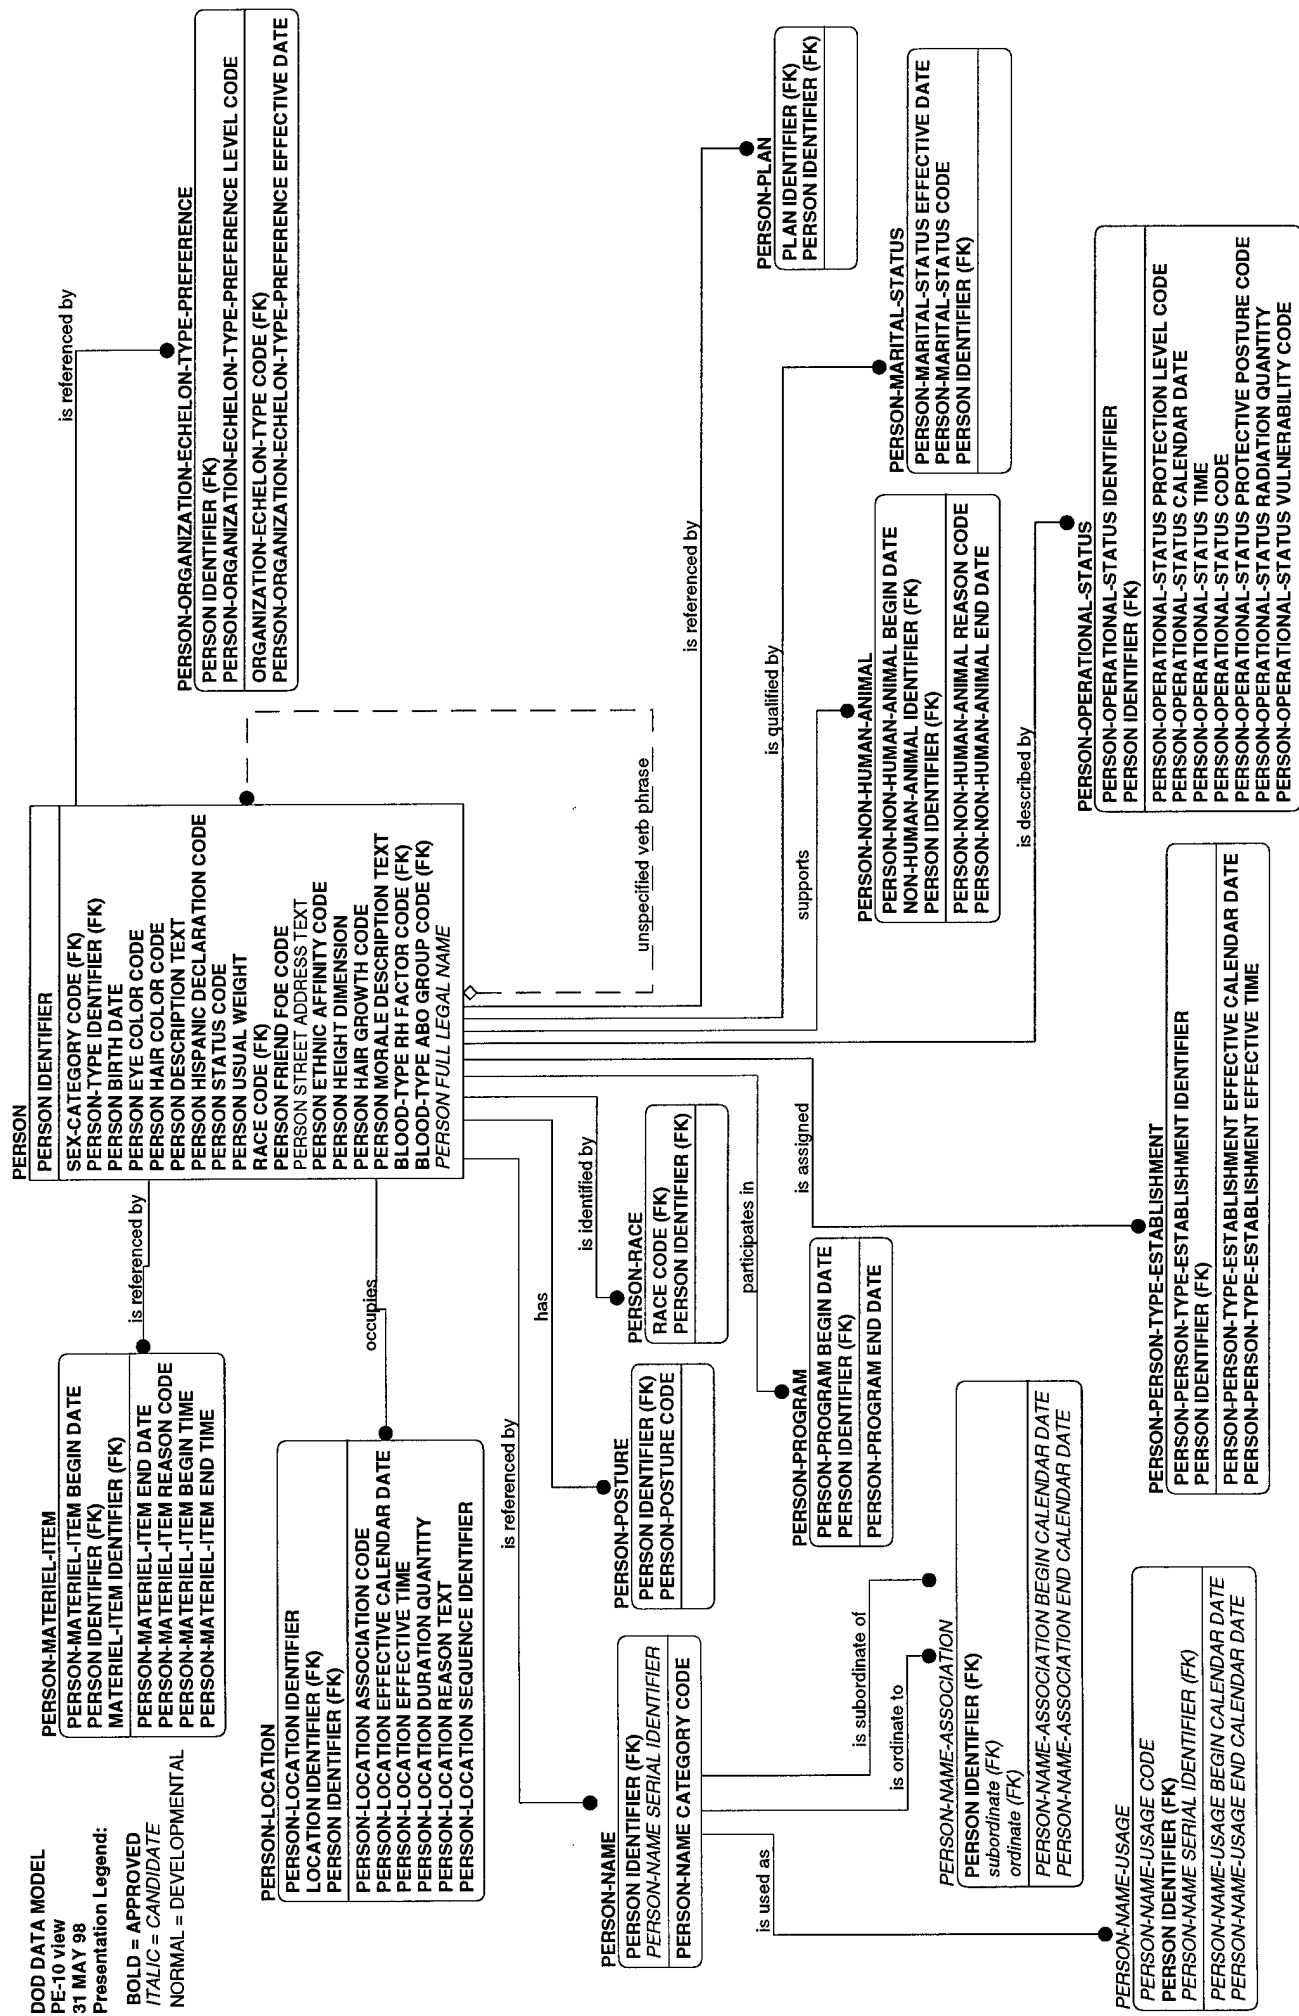 DOD DATA MODEL
PE-10 view
31 MAY 98
Presentation Legend:
BOLD = APPROVED
ITALIC = CANDIDATE
NORMAL = DEVELOPMENTAL
PERSON-MATERIEL-ITEM
PERSON-MATERIEL-ITEM BEGIN DATE
PERSON IDENTIFIER (FK)
MATERIEL-ITEM IDENTIFIER (FK)
PERSON-MATERIEL-ITEM END DATE
PERSON-MATERIEL-ITEM REASON CODE
PERSON-MATERIEL-ITEM BEGIN TIME
PERSON-MATERIEL-ITEM END TIME
is referenced by
PERSON
PERSON IDENTIFIER
SEX-CATEGORY CODE (FK)
PERSON-TYPE IDENTIFIER (FK)
PERSON BIRTH DATE
PERSON EYE COLOR CODE
PERSON HAIR COLOR CODE
PERSON DESCRIPTION TEXT
PERSON HISPANIC DECLARATION CODE
PERSON STATUS CODE
PERSON USUAL WEIGHT
RACE CODE (FK)
PERSON FRIEND FOE CODE
PERSON STREET ADDRESS TEXT
PERSON ETHNIC AFFINITY CODE
PERSON HEIGHT DIMENSION
PERSON HAIR GROWTH CODE
PERSON MORALE DESCRIPTION TEXT
BLOOD-TYPE RH FACTOR CODE (FK)
BLOOD-TYPE ABO GROUP CODE (FK)
PERSON FULL LEGAL NAME
is referenced by
PERSON-ORGANIZATION-ECHELON-TYPE-PREFERENCE
PERSON IDENTIFIER (FK)
PERSON-ORGANIZATION-ECHELON-TYPE-PREFERENCE LEVEL CODE
ORGANIZATION-ECHELON-TYPE CODE (FK)
PERSON-ORGANIZATION-ECHELON-TYPE-PREFERENCE EFFECTIVE DATE
unspecified verb phrase
occupies
PERSON-LOCATION
PERSON-LOCATION IDENTIFIER
LOCATION IDENTIFIER (FK)
PERSON IDENTIFIER (FK)
PERSON-LOCATION ASSOCIATION CODE
PERSON-LOCATION EFFECTIVE CALENDAR DATE
PERSON-LOCATION EFFECTIVE TIME
PERSON-LOCATION DURATION QUANTITY
PERSON-LOCATION REASON TEXT
PERSON-LOCATION SEQUENCE IDENTIFIER
is referenced by
PERSON-NAME
PERSON IDENTIFIER (FK)
PERSON-NAME SERIAL IDENTIFIER
PERSON-NAME CATEGORY CODE
has
PERSON-POSTURE
PERSON IDENTIFIER (FK)
PERSON-POSTURE CODE
is identified by
PERSON-RACE
RACE CODE (FK)
PERSON IDENTIFIER (FK)
is referenced by
PERSON-PLAN
PLAN IDENTIFIER (FK)
PERSON IDENTIFIER (FK)
is qualified by
PERSON-MARITAL-STATUS
PERSON-MARITAL-STATUS EFFECTIVE DATE
PERSON-MARITAL-STATUS CODE
PERSON IDENTIFIER (FK)
supports
PERSON-NON-HUMAN-ANIMAL
PERSON-NON-HUMAN-ANIMAL BEGIN DATE
NON-HUMAN-ANIMAL IDENTIFIER (FK)
PERSON IDENTIFIER (FK)
PERSON-NON-HUMAN-ANIMAL REASON CODE
PERSON-NON-HUMAN-ANIMAL END DATE
participates in
PERSON-PROGRAM
PERSON-PROGRAM BEGIN DATE
PERSON IDENTIFIER (FK)
PERSON-PROGRAM END DATE
is assigned
PERSON-PERSON-TYPE-ESTABLISHMENT
PERSON-PERSON-TYPE-ESTABLISHMENT IDENTIFIER
PERSON IDENTIFIER (FK)
PERSON-PERSON-TYPE-ESTABLISHMENT EFFECTIVE CALENDAR DATE
PERSON-PERSON-TYPE-ESTABLISHMENT EFFECTIVE TIME
is described by
PERSON-OPERATIONAL-STATUS
PERSON-OPERATIONAL-STATUS IDENTIFIER
PERSON IDENTIFIER (FK)
PERSON-OPERATIONAL-STATUS PROTECTION LEVEL CODE
PERSON-OPERATIONAL-STATUS CALENDAR DATE
PERSON-OPERATIONAL-STATUS TIME
PERSON-OPERATIONAL-STATUS CODE
PERSON-OPERATIONAL-STATUS PROTECTIVE POSTURE CODE
PERSON-OPERATIONAL-STATUS RADIATION QUANTITY
PERSON-OPERATIONAL-STATUS VULNERABILITY CODE
is subordinate of
is ordinate to
PERSON-NAME-ASSOCIATION
PERSON IDENTIFIER (FK)
subordinate (FK)
ordinate (FK)
PERSON-NAME-ASSOCIATION BEGIN CALENDAR DATE
PERSON-NAME-ASSOCIATION END CALENDAR DATE
is used as
PERSON-NAME-USAGE
PERSON-NAME-USAGE CODE
PERSON IDENTIFIER (FK)
PERSON-NAME SERIAL IDENTIFIER (FK)
PERSON-NAME-USAGE BEGIN CALENDAR DATE
PERSON-NAME-USAGE END CALENDAR DATE